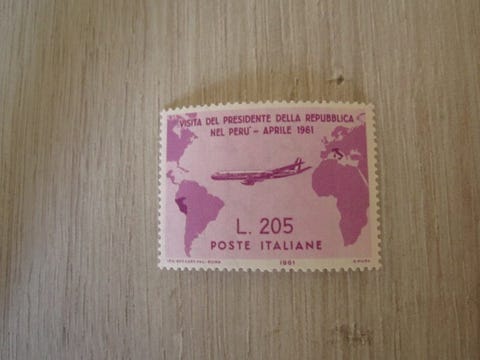 VISITA DEL PRESIDENTE DELLA REPUBBLICA
NEL PERU' - APRILE 1961
L. 205
POSTE ITALIANE
1961